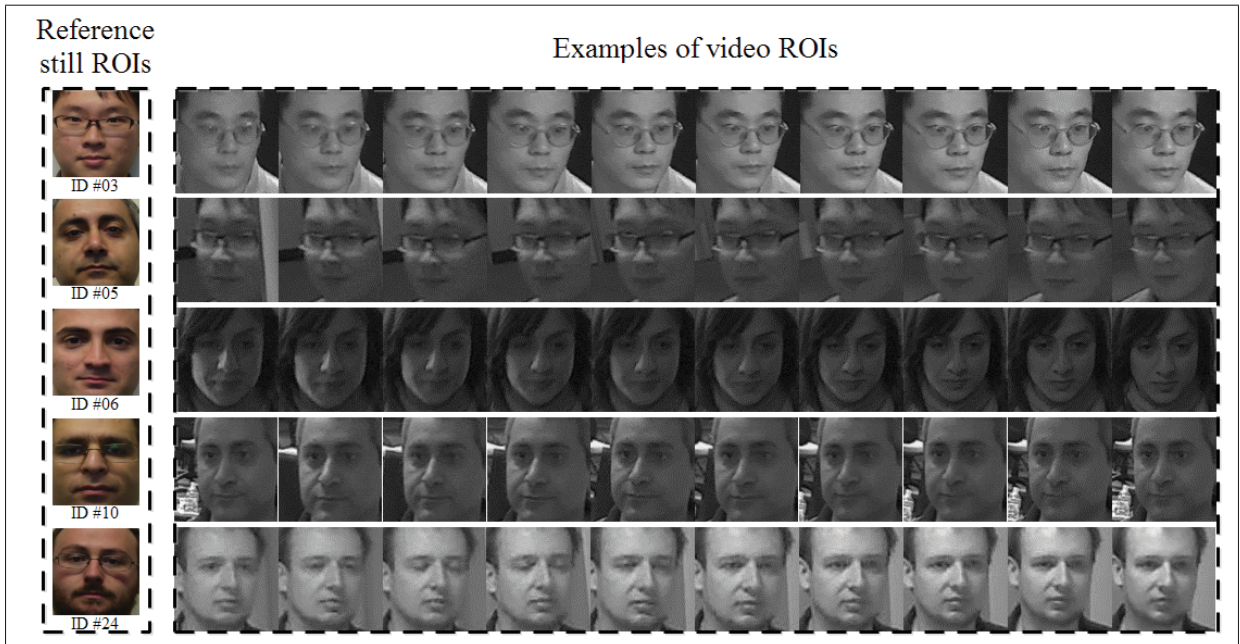 Reference
still ROIs
Examples of video ROIs
ID #03
ID #05
ID #06
ID #10
ID #24